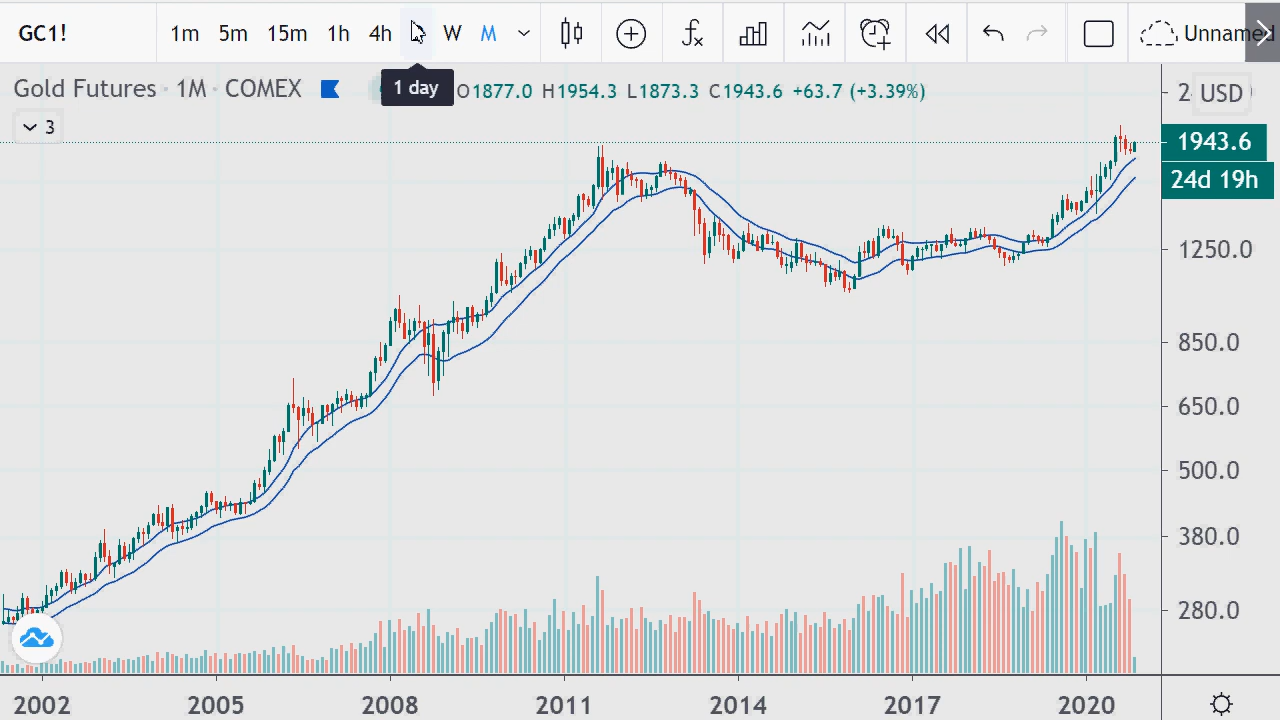 GC1! 1m 5m 15m 1h 4h W M Unnamed
Gold Futures · 1M · COMEX O1877.0 H1954.3 L1873.3 C1943.6 +63.7 (+3.39%)
1 day
USD
3
1943.6
24d 19h
1250.0
850.0
650.0
500.0
380.0
280.0
2002 2005 2008 2011 2014 2017 2020